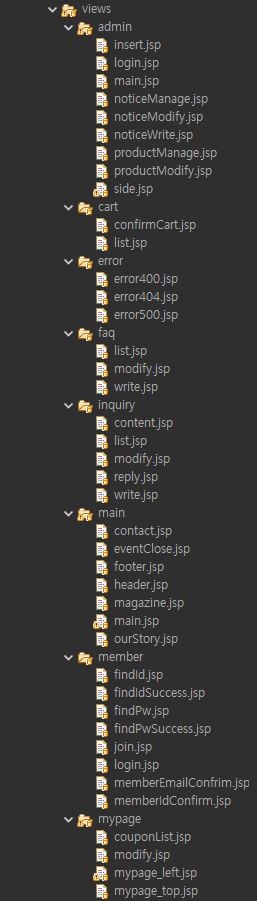 views
admin
insert.jsp
login.jsp
main.jsp
noticeManage.jsp
noticeModify.jsp
noticeWrite.jsp
productManage.jsp
productModify.jsp
side.jsp
cart
confirmCart.jsp
list.jsp
error
error400.jsp
error404.jsp
error500.jsp
faq
list.jsp
modify.jsp
write.jsp
inquiry
content.jsp
list.jsp
modify.jsp
reply.jsp
write.jsp
main
contact.jsp
eventClose.jsp
footer.jsp
header.jsp
magazine.jsp
main.jsp
ourStory.jsp
member
findId.jsp
findIdSuccess.jsp
findPw.jsp
findPwSuccess.jsp
join.jsp
login.jsp
memberEmailConfrim.jsp
memberIdConfirm.jsp
mypage
couponList.jsp
modify.jsp
mypage_left.jsp
mypage_top.jsp